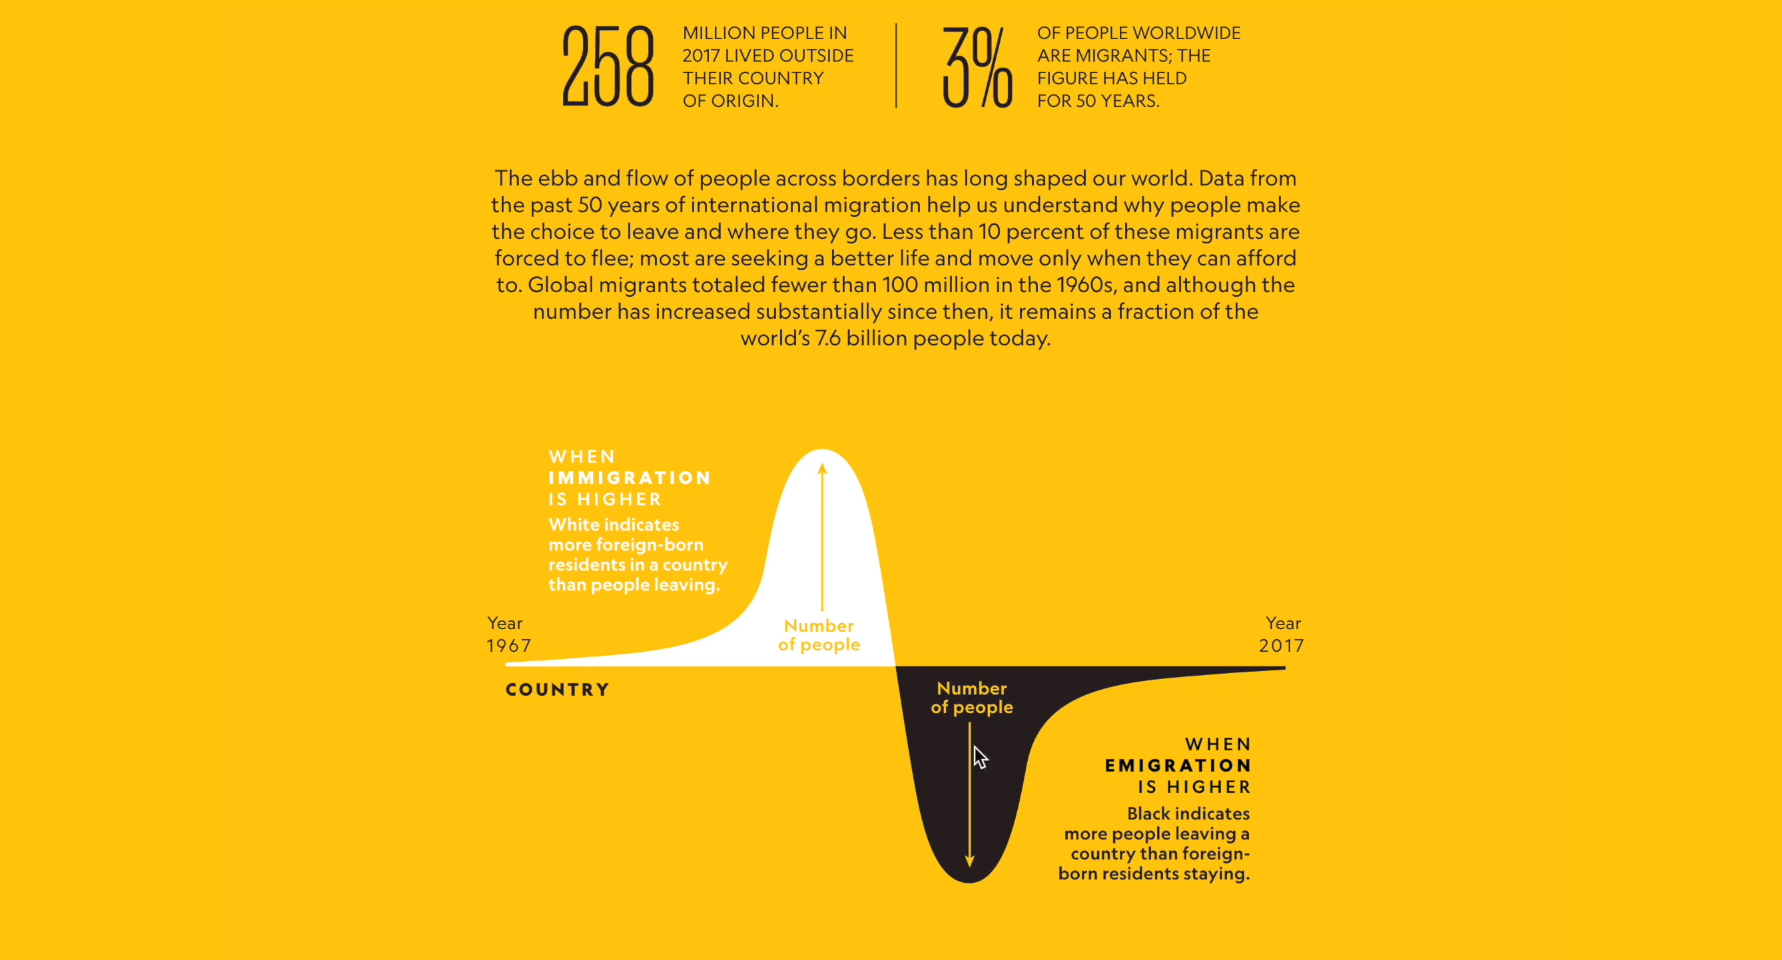 258
MILLION PEOPLE IN
2017 LIVED OUTSIDE
THEIR COUNTRY
OF ORIGIN.
3%
OF PEOPLE WORLDWIDE
ARE MIGRANTS; THE
FIGURE HAS HELD
FOR 50 YEARS.
The ebb and flow of people across borders has long shaped our world. Data from
the past 50 years of international migration help us understand why people make
the choice to leave and where they go. Less than 10 percent of these migrants are
forced to flee; most are seeking a better life and move only when they can afford
to. Global migrants totaled fewer than 100 million in the 1960s, and although the
number has increased substantially since then, it remains a fraction of the
world's 7.6 billion people today.
WHEN
IMMIGRATION
IS HIGHER
White indicates
more foreign-born
residents in a country
than people leaving.
Year
1967
Number
of people
Year
2017
COUNTRY
Number
of people
WHEN
EMIGRATION
IS HIGHER
Black indicates
more people leaving a
country than foreign-
born residents staying.